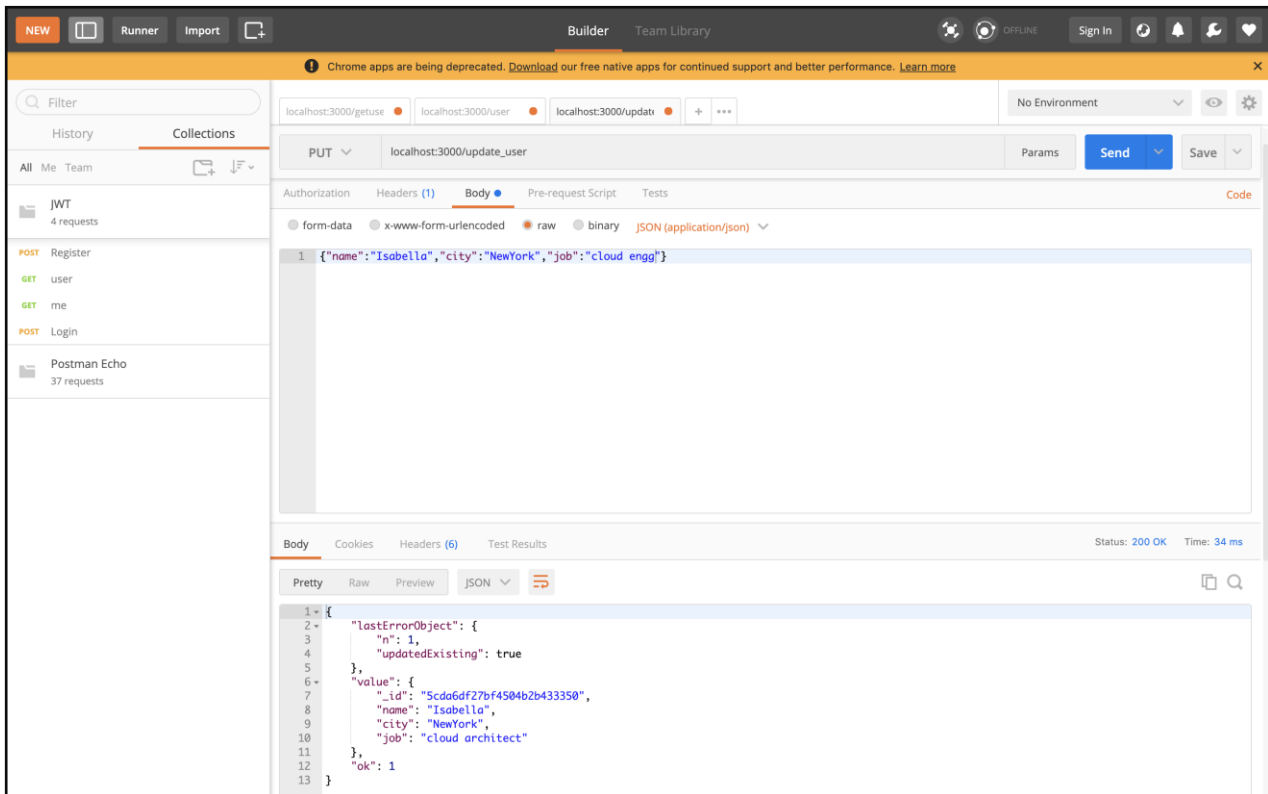 NEW Runner Import Builder Team Library OFFLINE Sign In
Chrome apps are being deprecated. Download our free native apps for continued support and better performance. Learn more
Filter
History Collections
All Me Team
JWT
4 requests
POST Register
GET user
GET me
POST Login
Postman Echo
37 requests
localhost:3000/getuse localhost:3000/user localhost:3000/update + ••• No Environment
PUT localhost:3000/update_user Params Send Save
Authorization Headers (1) Body Pre-request Script Tests Code
form-data x-www-form-urlencoded raw binary JSON (application/json)
1 {"name":"Isabella","city":"NewYork","job":"cloud engg"}
Body Cookies Headers (6) Test Results Status: 200 OK Time: 34 ms
Pretty Raw Preview JSON
1 {
2 "lastErrorObject": {
3 "n": 1,
4 "updatedExisting": true
5 },
6 "value": {
7 "_id": "5cda6df27bf4504b2b433350",
8 "name": "Isabella",
9 "city": "NewYork",
10 "job": "cloud architect"
11 },
12 "ok": 1
13 }